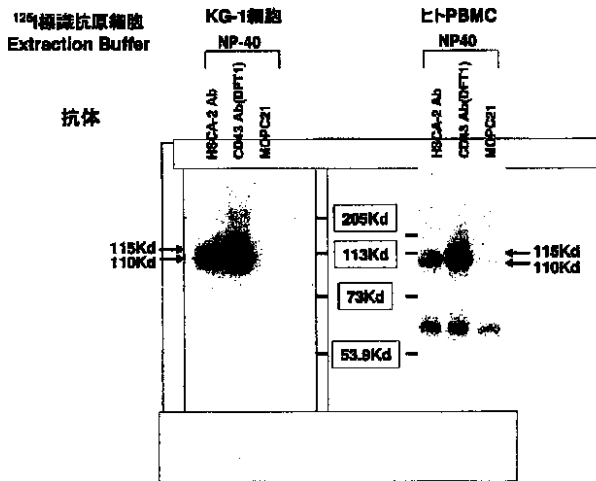 ¹²⁵I標識抗原細胞
Extraction Buffer
KG-1細胞
NP-40
ヒトPBMC
NP40
抗体
HSCA-2 Ab
CD43 Ab(DFT1)
MOPC21
HSCA-2 Ab
CD43 Ab(DFT1)
MOPC21
205Kd
115Kd
110Kd
113Kd
115Kd
110Kd
73Kd
53.9Kd